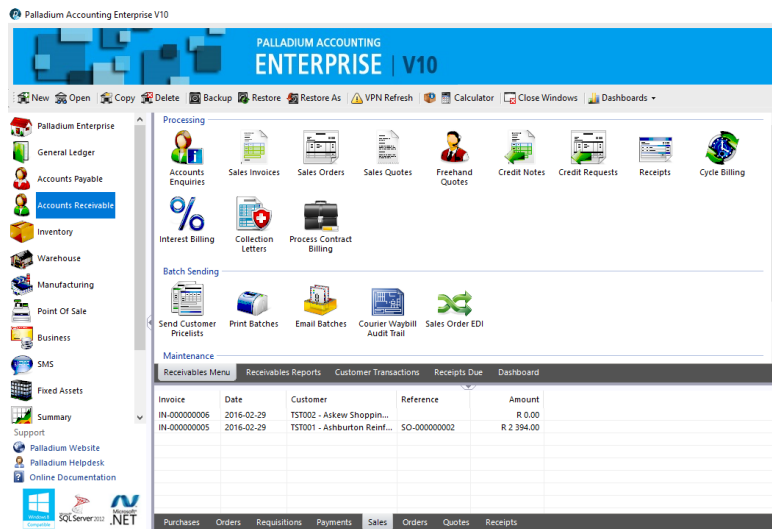 Palladium Accounting Enterprise V10
PALLADIUM ACCOUNTING
ENTERPRISE | V10
New Open Copy Delete Backup Restore Restore As VPN Refresh Calculator Close Windows Dashboards
Palladium Enterprise
General Ledger
Accounts Payable
Accounts Receivable
Inventory
Warehouse
Manufacturing
Point Of Sale
Business
SMS
Fixed Assets
Summary
Support
Palladium Website
Palladium Helpdesk
Online Documentation
Windows 8
Compatible
SQL Server 2012
Microsoft
.NET
Processing
Accounts Enquiries
Sales Invoices
Sales Orders
Sales Quotes
Freehand Quotes
Credit Notes
Credit Requests
Receipts
Cycle Billing
Interest Billing
Collection Letters
Process Contract Billing
Batch Sending
Send Customer Pricelists
Print Batches
Email Batches
Courier Waybill Audit Trail
Sales Order EDI
Maintenance
Receivables Menu Receivables Reports Customer Transactions Receipts Due Dashboard
Invoice Date Customer Reference Amount
IN-000000006 2016-02-29 TST002 - Askew Shoppin... R 0.00
IN-000000005 2016-02-29 TST001 - Ashburton Reinf... SO-000000002 R 2 394.00
Purchases Orders Requisitions Payments Sales Orders Quotes Receipts